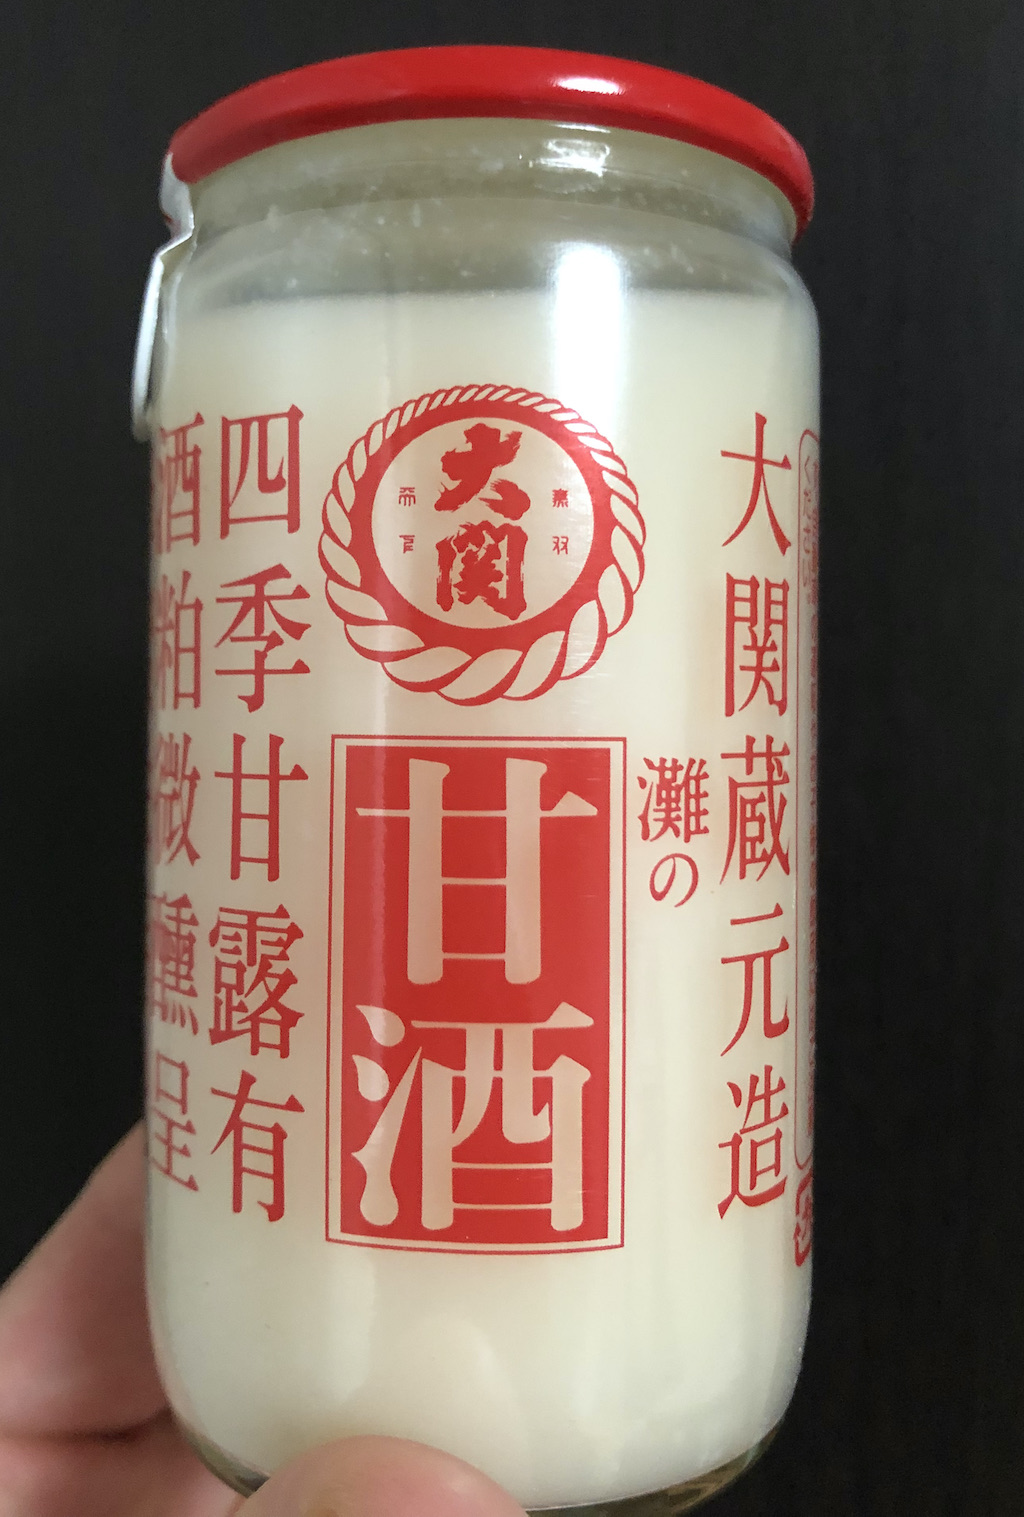 大関蔵元造
灘の
大関
甘酒
四季甘露有
酒粕微醺呈